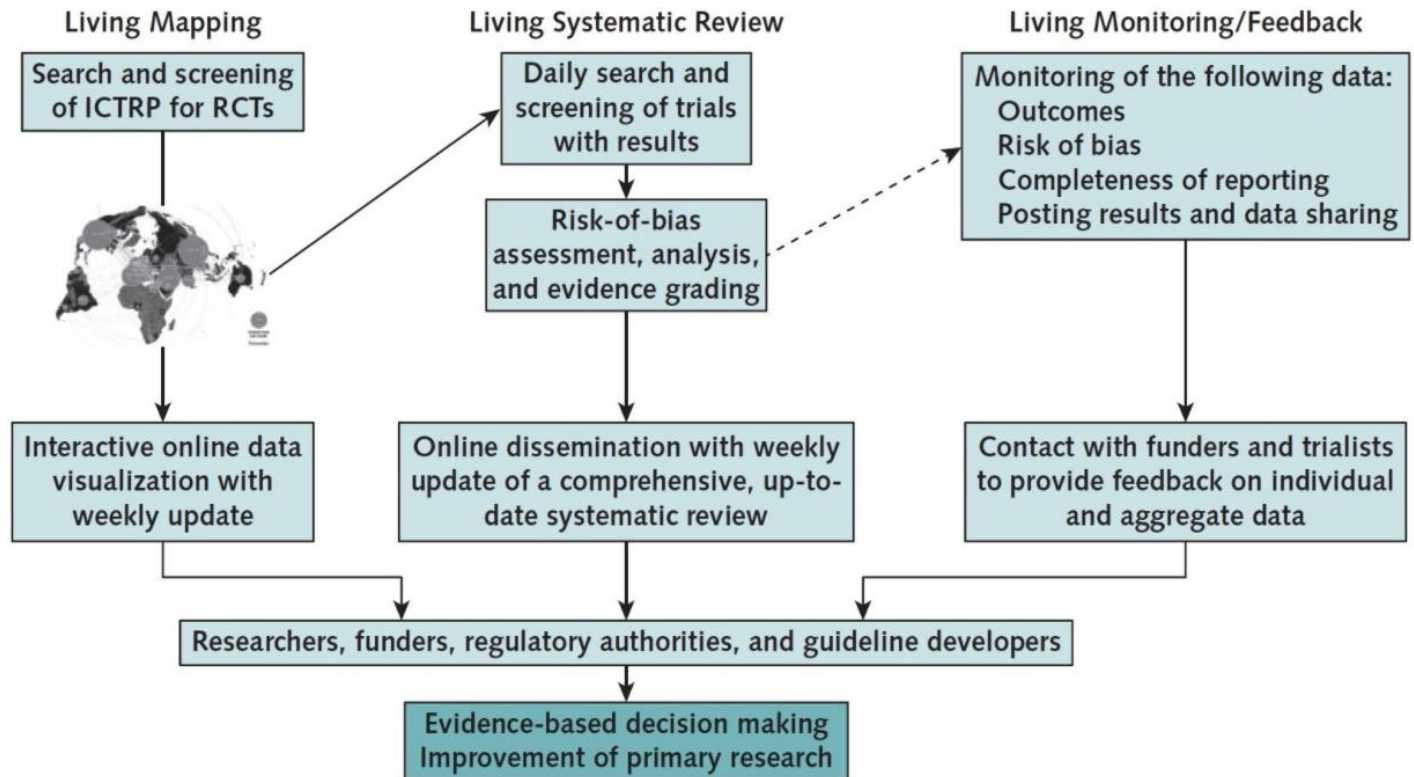 Living Mapping
Search and screening
of ICTRP for RCTs
Interactive online data
visualization with
weekly update
Living Systematic Review
Daily search and
screening of trials
with results
Risk-of-bias
assessment, analysis,
and evidence grading
Online dissemination with weekly
update of a comprehensive, up-to-
date systematic review
Living Monitoring/Feedback
Monitoring of the following data:
Outcomes
Risk of bias
Completeness of reporting
Posting results and data sharing
Contact with funders and trialists
to provide feedback on individual
and aggregate data
Researchers, funders, regulatory authorities, and guideline developers
Evidence-based decision making
Improvement of primary research